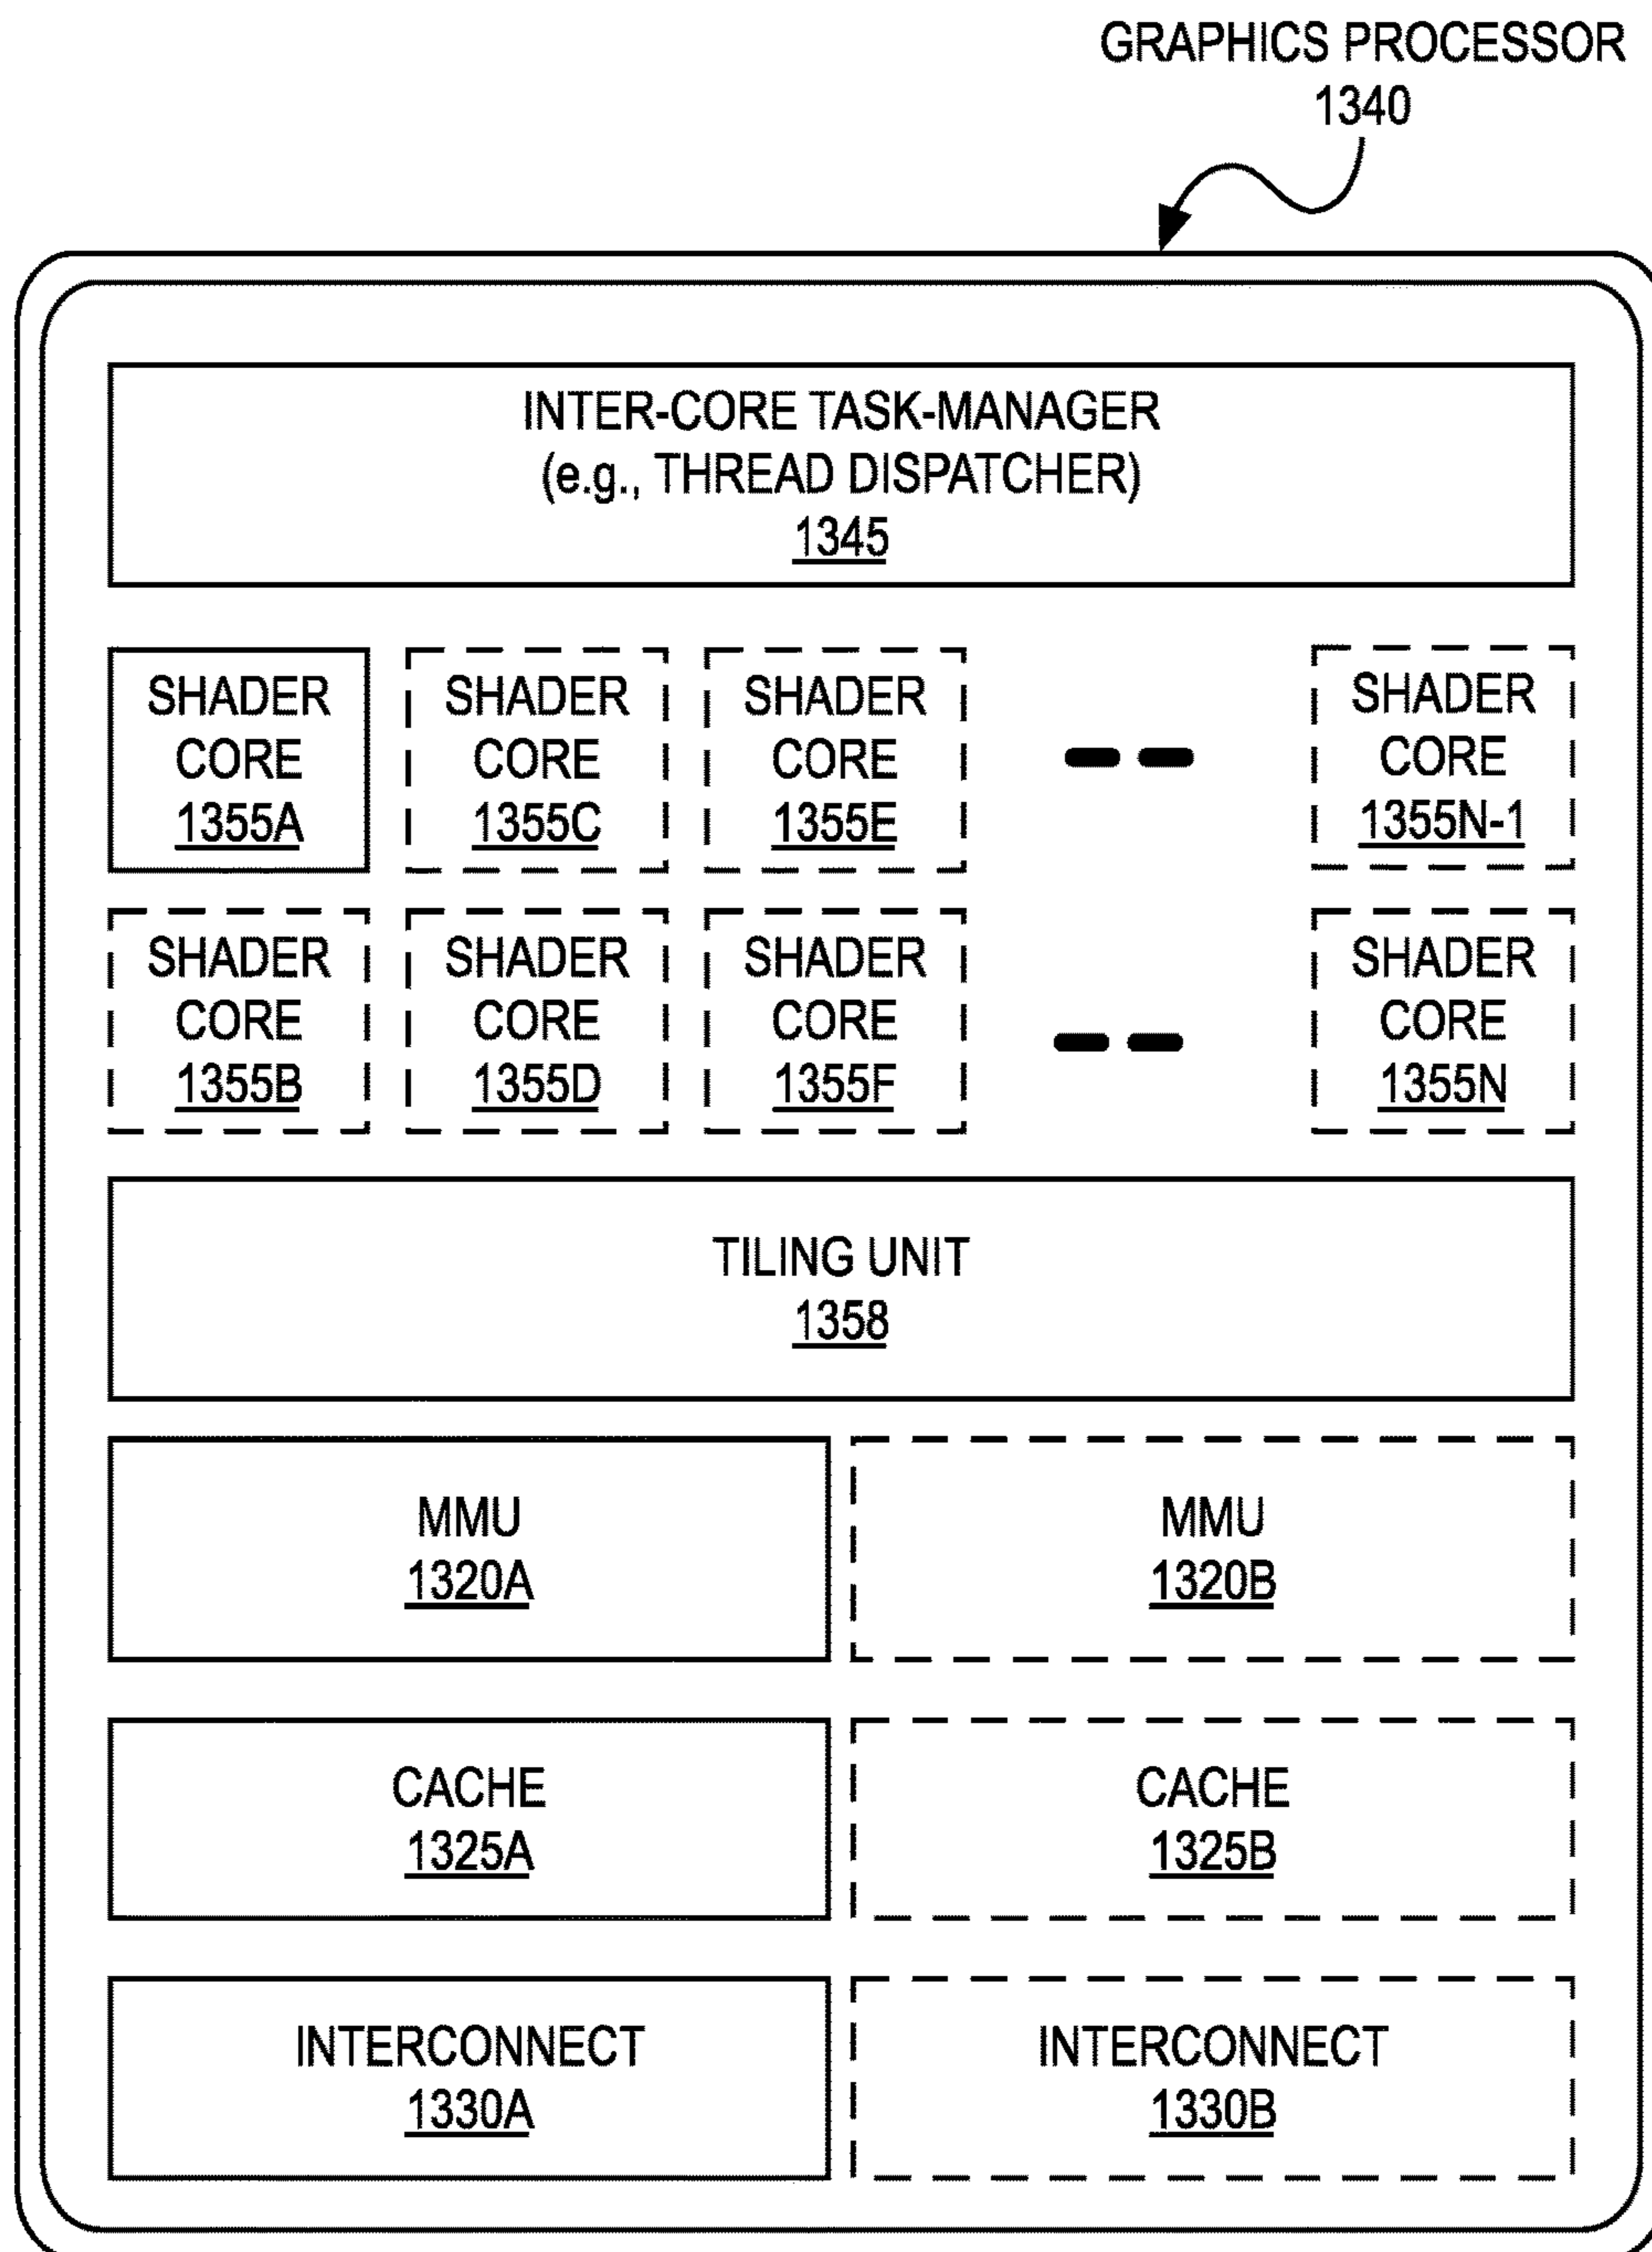 GRAPHICS PROCESSOR
1340
INTER-CORE TASK-MANAGER
(e.g., THREAD DISPATCHER)
1345
SHADER
CORE
1355A
SHADER
CORE
1355C
SHADER
CORE
1355E
SHADER
CORE
1355N-1
SHADER
CORE
1355B
SHADER
CORE
1355D
SHADER
CORE
1355F
SHADER
CORE
1355N
TILING UNIT
1358
MMU
1320A
MMU
1320B
CACHE
1325A
CACHE
1325B
INTERCONNECT
1330A
INTERCONNECT
1330B